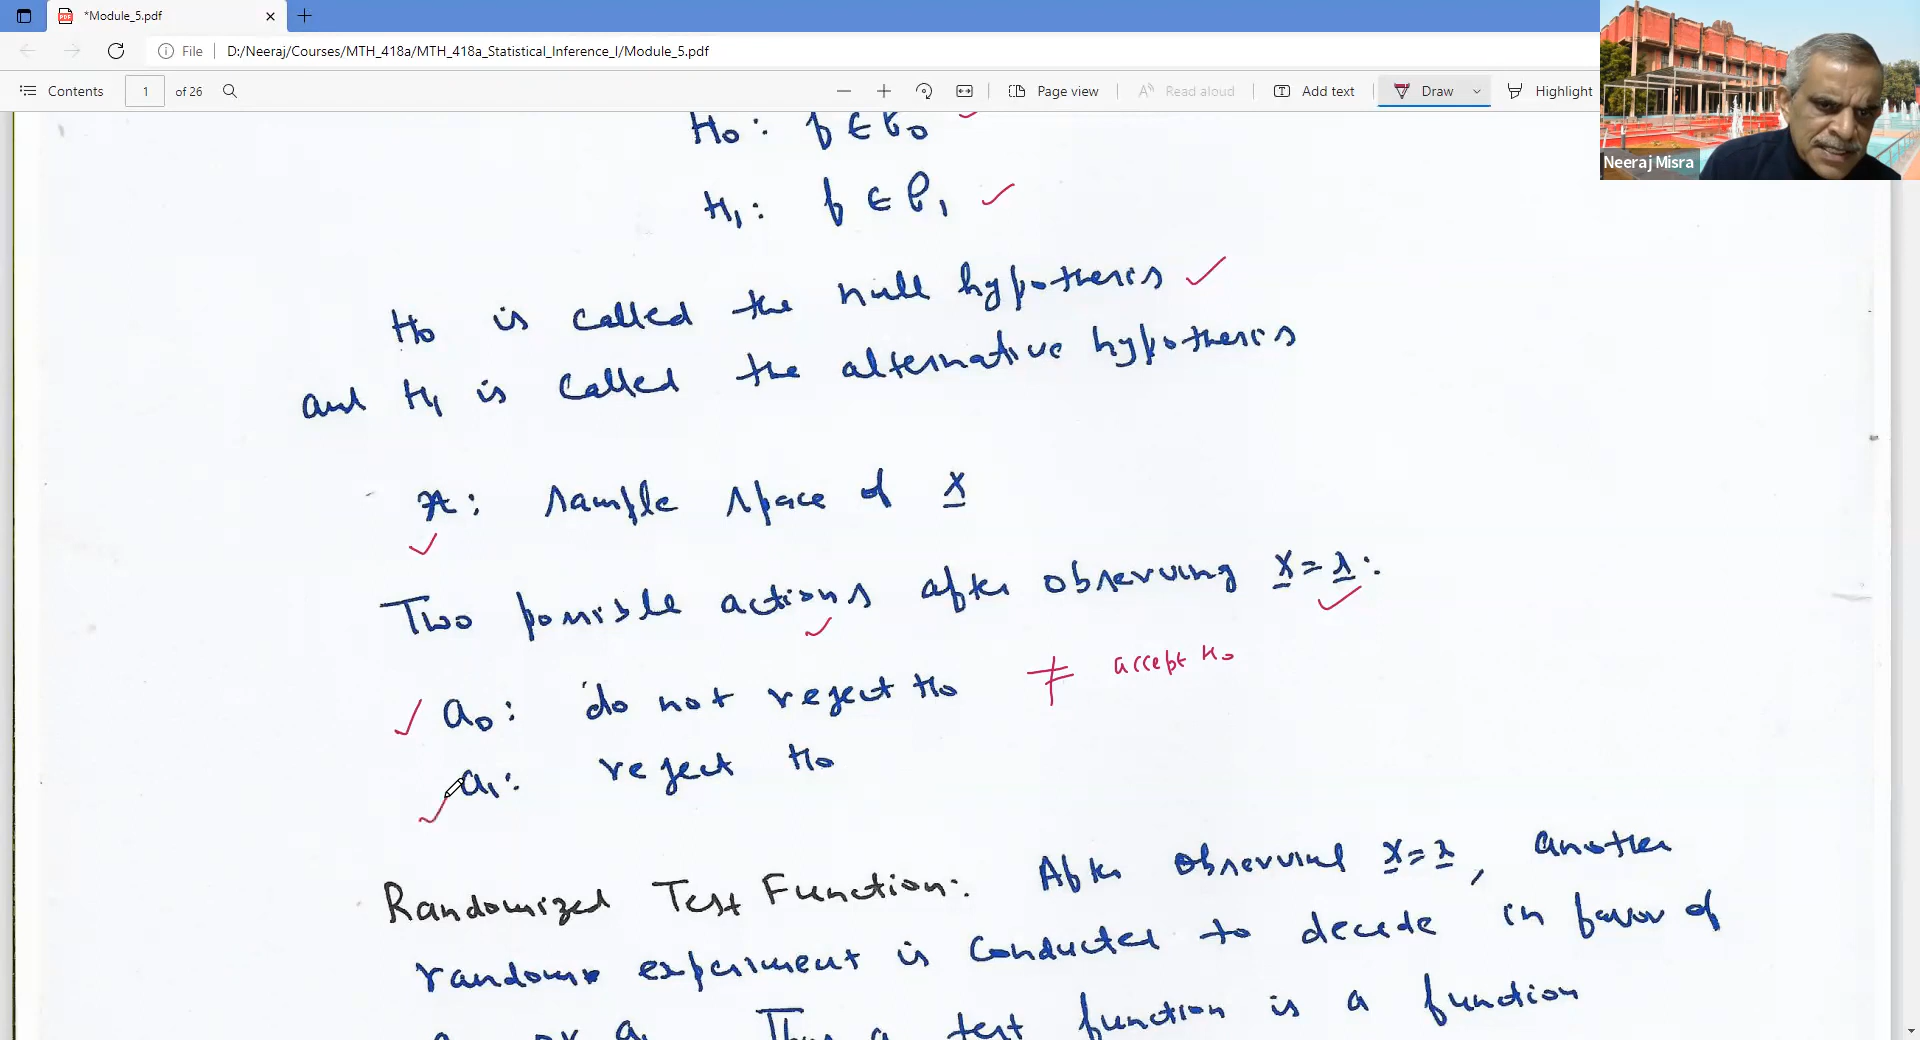 *Module_5.pdf
File D:/Neeraj/Courses/MTH_418a/MTH_418a_Statistical_Inference_I/Module_5.pdf
Contents 1 of 26 Page view Read aloud Add text Draw Highlight
Neeraj Misra
H₀: f ∈ 𝒫₀
H₁: f ∈ 𝒫₁ ✓
H₀ is called the null hypothesis ✓
and H₁ is called the alternative hypothesis
𝒳: sample space of X
Two possible actions after observing X = x:
✓ a₀: do not reject H₀ ≠ accept H₀
a₁: reject H₀
Randomized Test Function: After observing X = x, another
random experiment is conducted to decide in favor of
a₀ or a₁. Thus a test function is a function